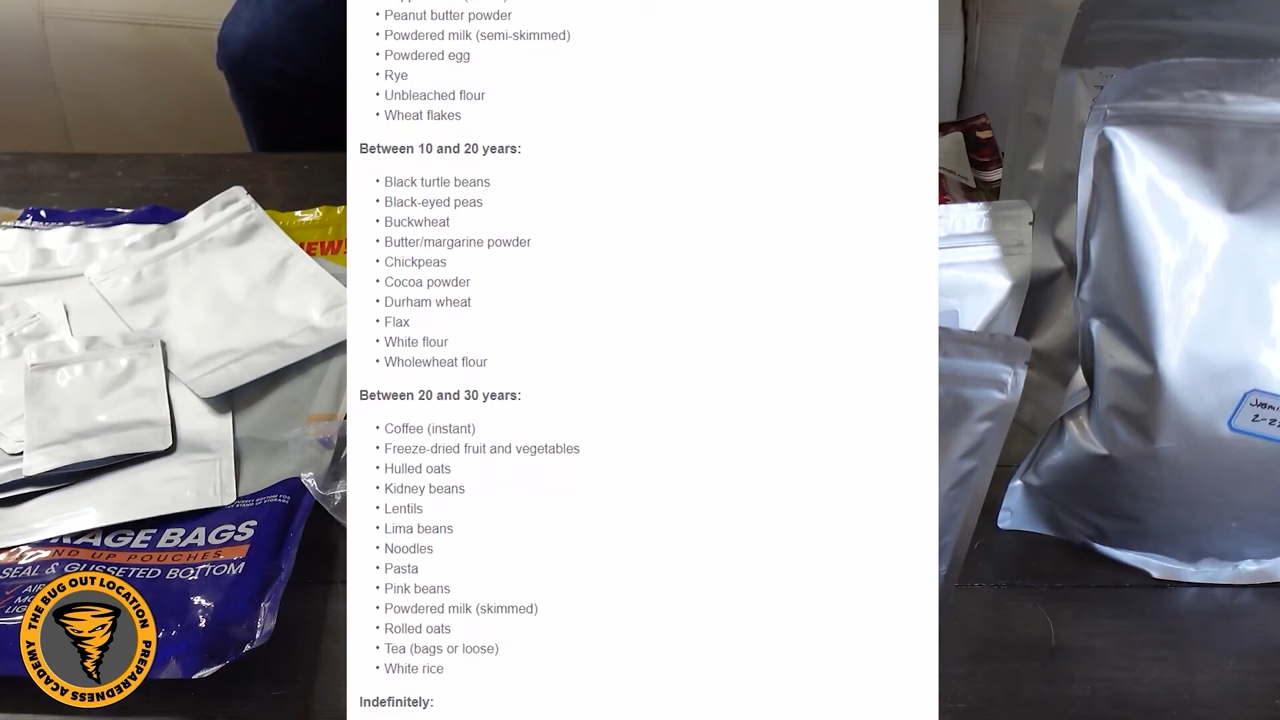 • Peanut butter powder
• Powdered milk (semi-skimmed)
• Powdered egg
• Rye
• Unbleached flour
• Wheat flakes
Between 10 and 20 years:
• Black turtle beans
• Black-eyed peas
• Buckwheat
• Butter/margarine powder
• Chickpeas
• Cocoa powder
• Durham wheat
• Flax
• White flour
• Wholewheat flour
Between 20 and 30 years:
• Coffee (instant)
• Freeze-dried fruit and vegetables
• Hulled oats
• Kidney beans
• Lentils
• Lima beans
• Noodles
• Pasta
• Pink beans
• Powdered milk (skimmed)
• Rolled oats
• Tea (bags or loose)
• White rice
Indefinitely:
BAGS
UP POUCHES
SEAL & GUSSETED BOTTOM
THE BUG OUT LOCATION
PREPAREDNESS ACADEMY